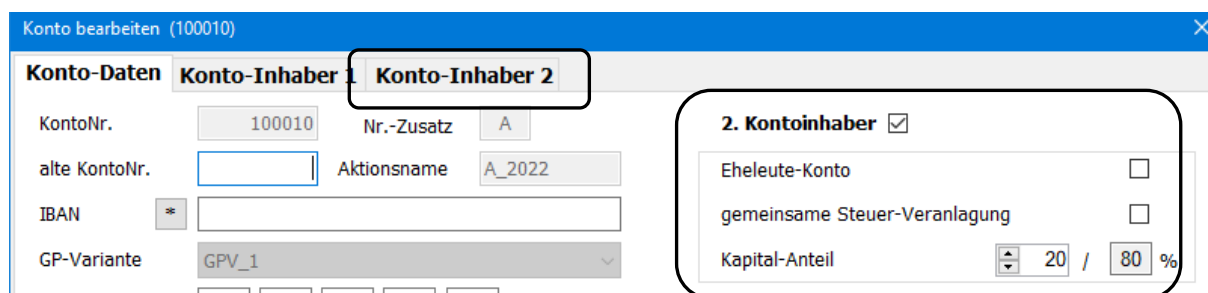 Konto bearbeiten (100010)
Konto-Daten Konto-Inhaber 1 Konto-Inhaber 2
KontoNr. 100010 Nr.-Zusatz A
alte KontoNr. Aktionsname A_2022
IBAN *
GP-Variante GPV_1
2. Kontoinhaber
Eheleute-Konto
gemeinsame Steuer-Veranlagung
Kapital-Anteil 20 / 80 %